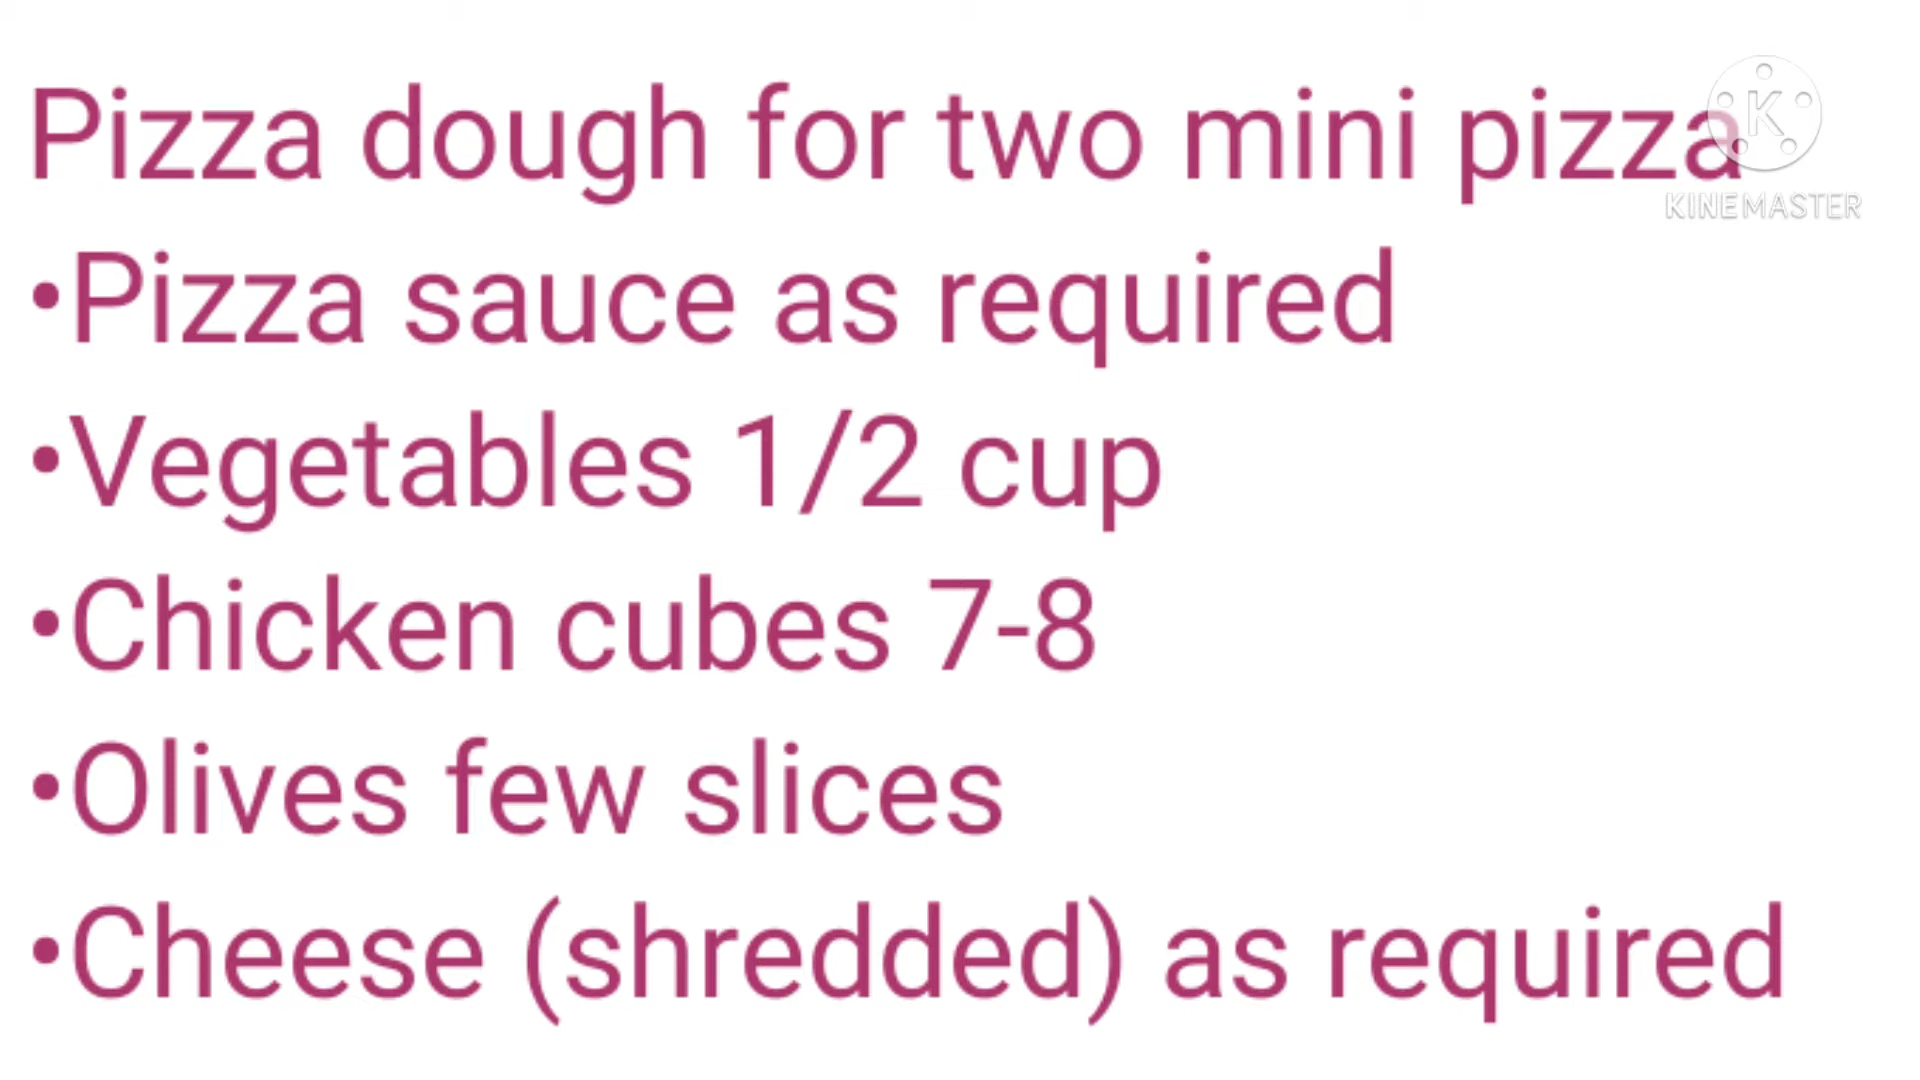 Pizza dough for two mini pizza
K
KINEMASTER
•Pizza sauce as required
•Vegetables 1/2 cup
•Chicken cubes 7-8
•Olives few slices
•Cheese (shredded) as required